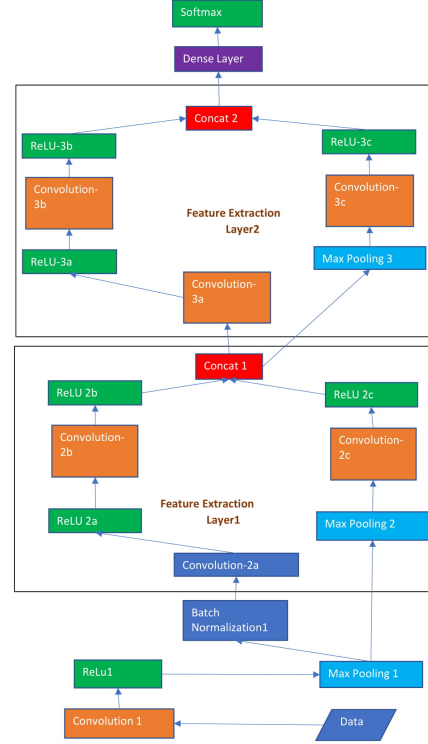 Softmax
Dense Layer
Concat 2
ReLU-3b
ReLU-3c
Convolution-
3b
Convolution-
3c
Feature Extraction
Layer2
ReLU-3a
Max Pooling 3
Convolution-
3a
Concat 1
ReLU 2b
ReLU 2c
Convolution-
2b
Convolution-
2c
Feature Extraction
Layer1
ReLU 2a
Max Pooling 2
Convolution-2a
Batch
Normalization1
ReLu1
Max Pooling 1
Convolution 1
Data